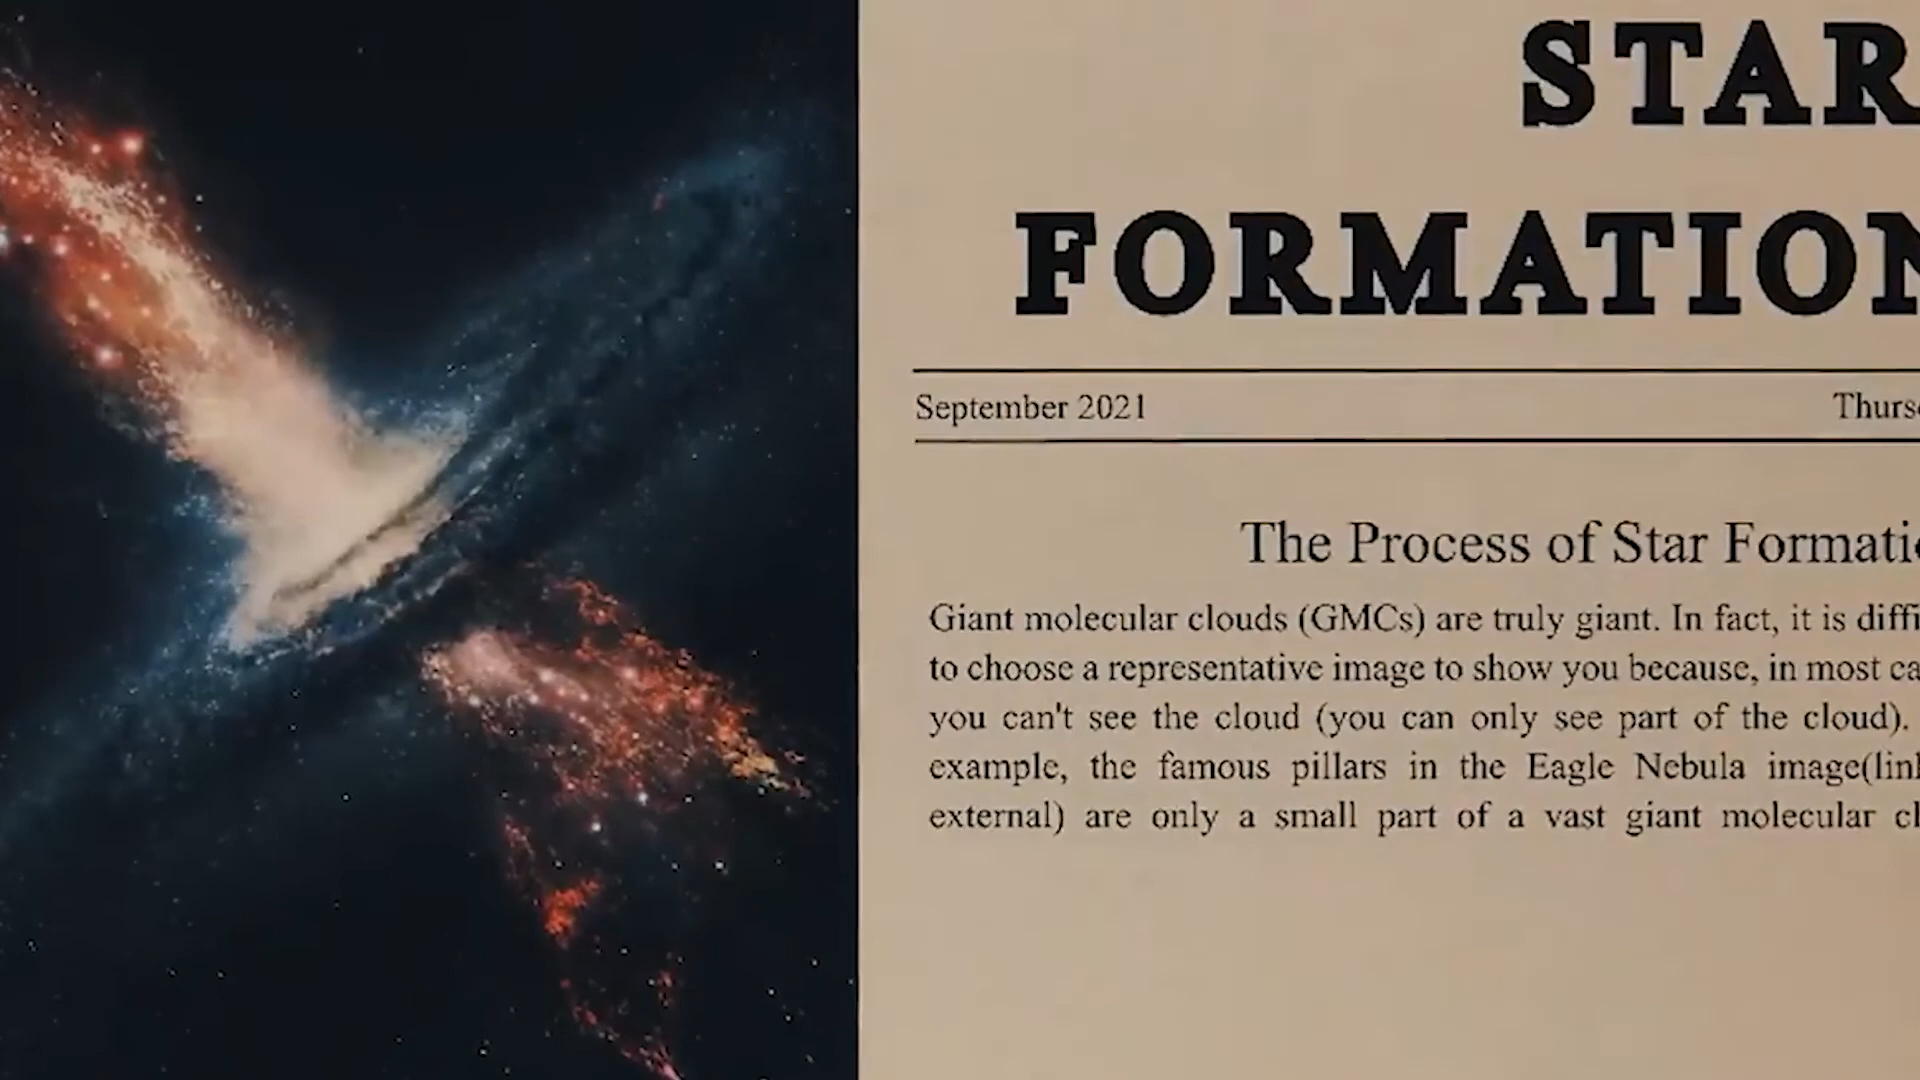 STAR
FORMATION
September 2021
The Process of Star
Giant molecular clouds (GMCs) are truly giant. In fact, it is
to choose a representative image to show you because, in most
you can't see the cloud (you can only see part of the cloud).
example, the famous pillars in the Eagle Nebula
external) are only a small part of a vast giant molecular